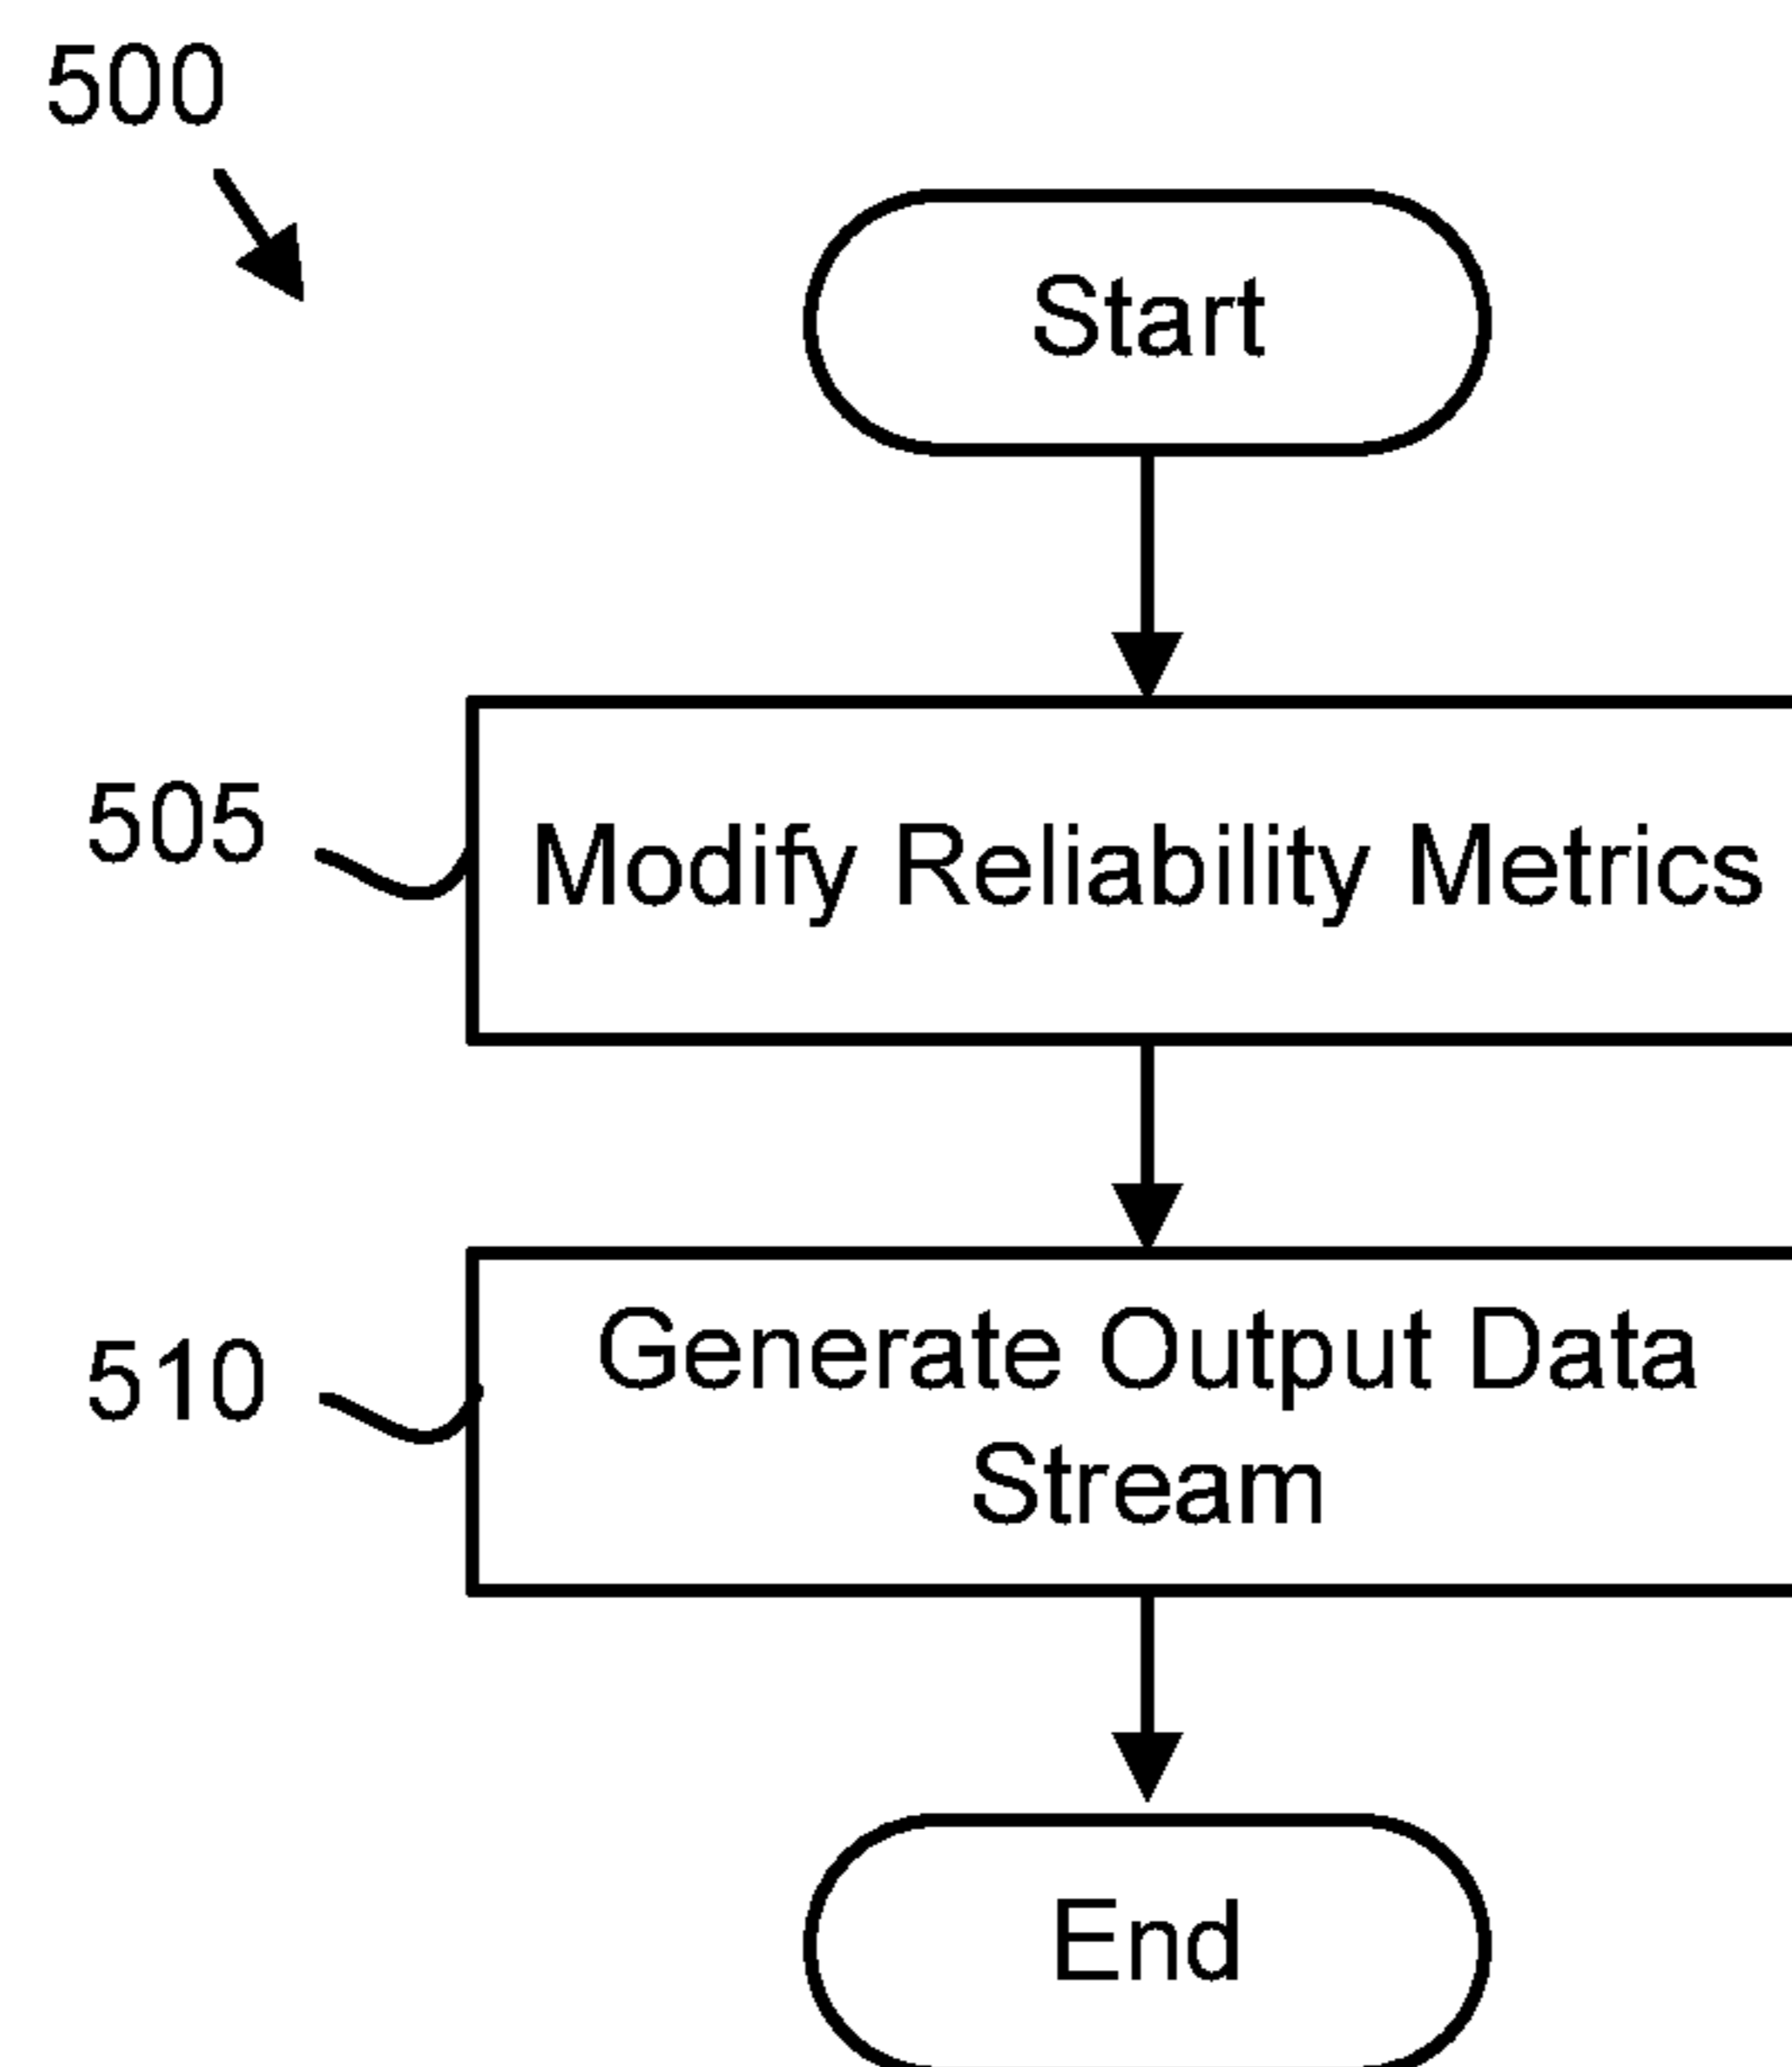 500
Start
505
Modify Reliability Metrics
510
Generate Output Data
Stream
End